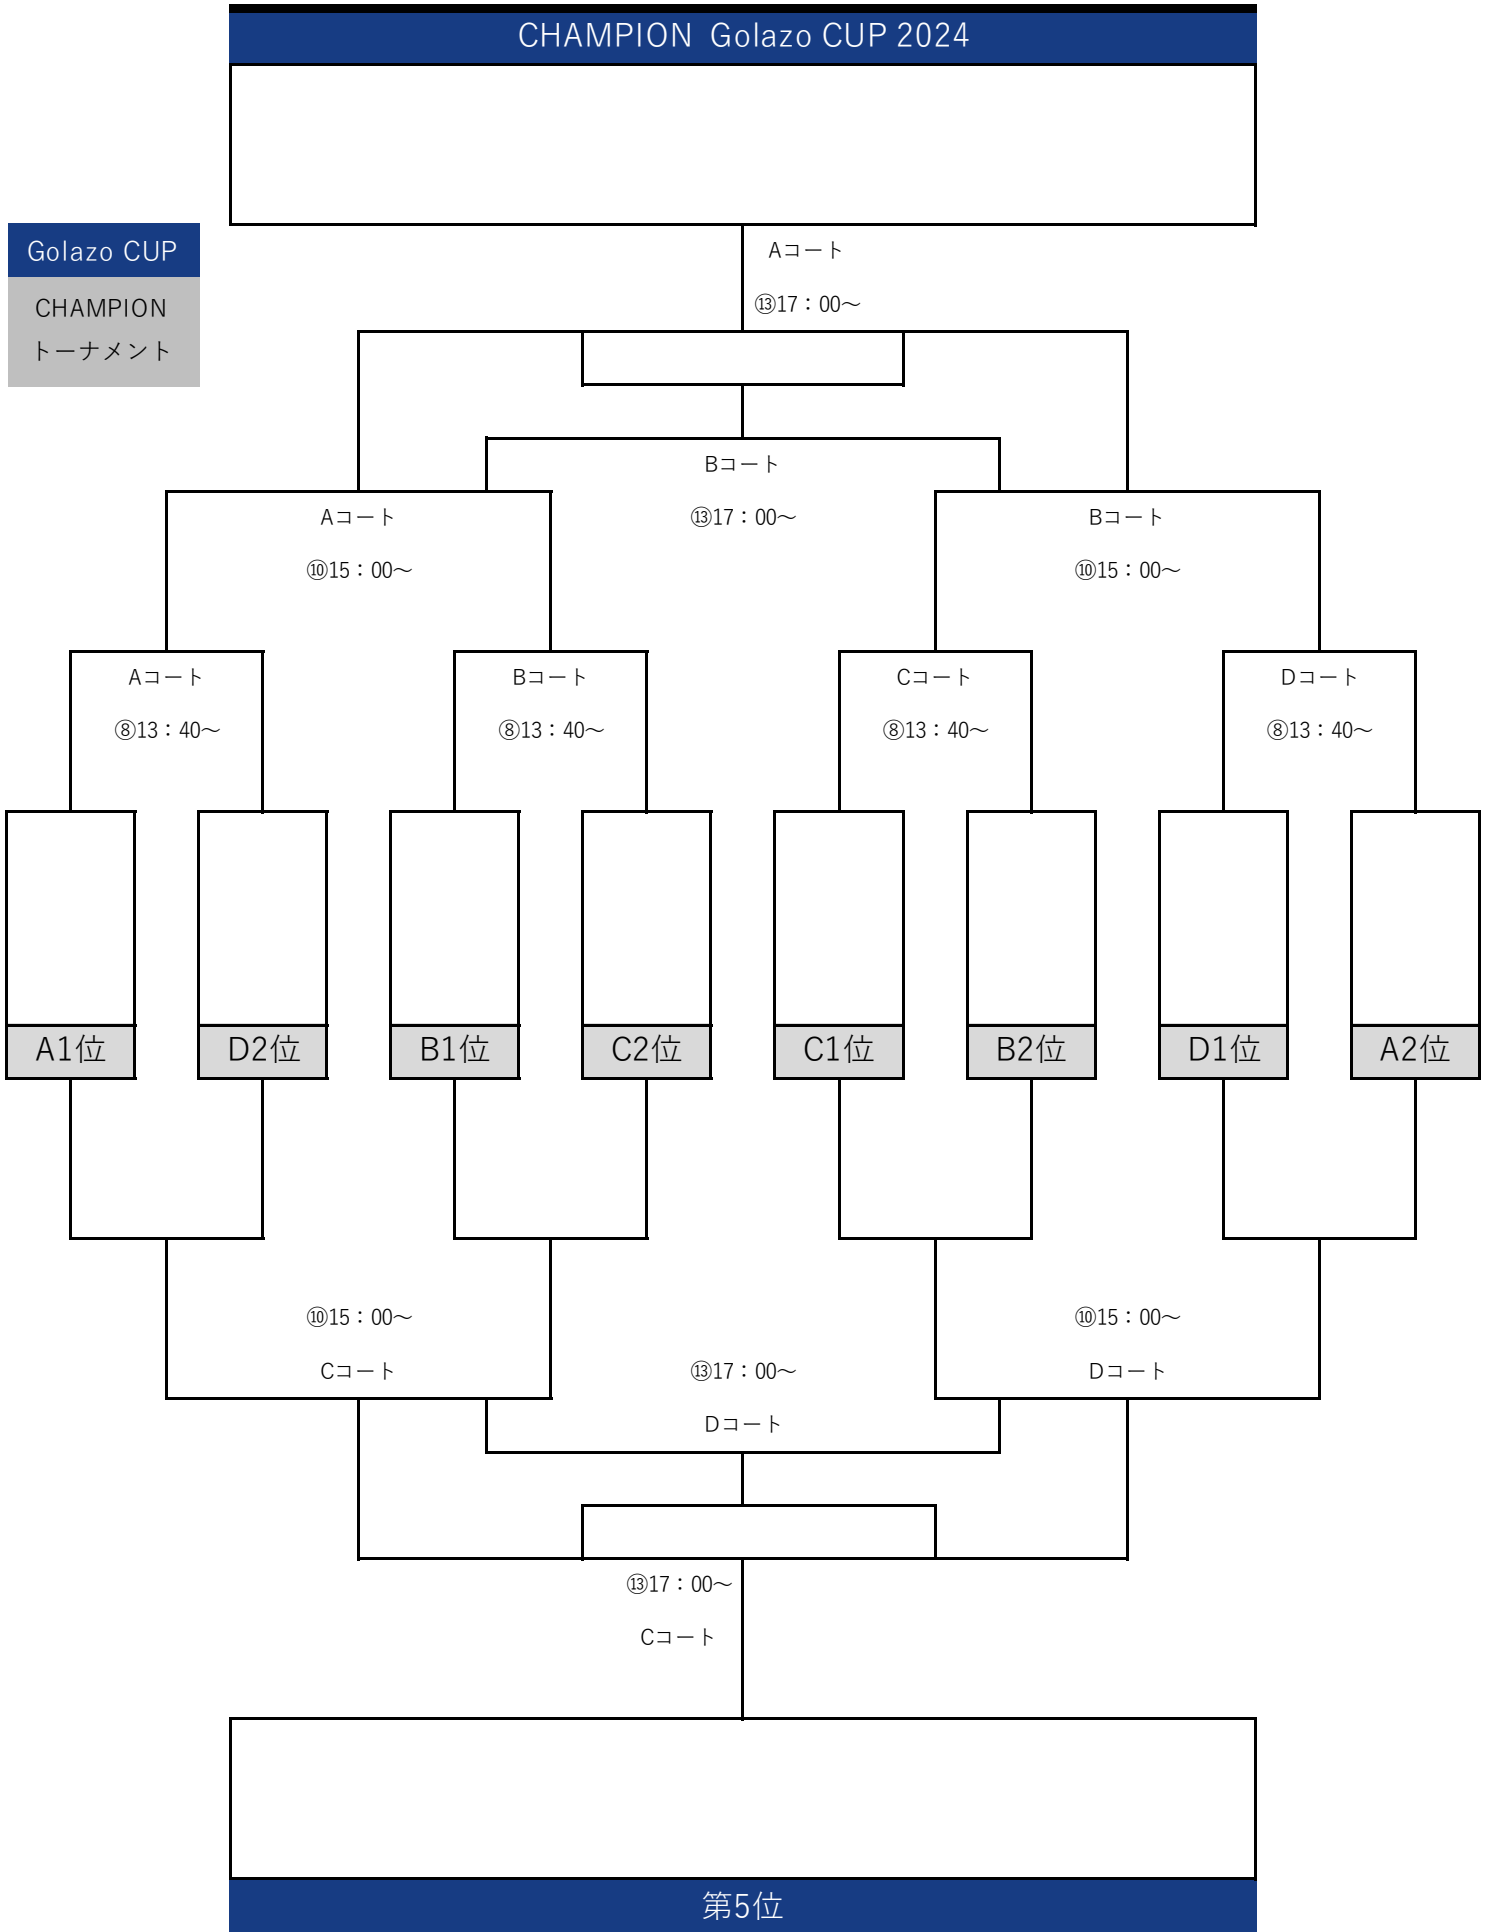 CHAMPION Golazo CUP 2024
Golazo CUP
CHAMPION
トーナメント
Aコート
⑬17：00～
Bコート
⑬17：00～
Aコート
⑩15：00～
Bコート
⑩15：00～
Aコート
⑧13：40～
Bコート
⑧13：40～
Cコート
⑧13：40～
Dコート
⑧13：40～
A1位
D2位
B1位
C2位
C1位
B2位
D1位
A2位
⑩15：00～
Cコート
⑩15：00～
Dコート
⑬17：00～
Dコート
⑬17：00～
Cコート
第5位